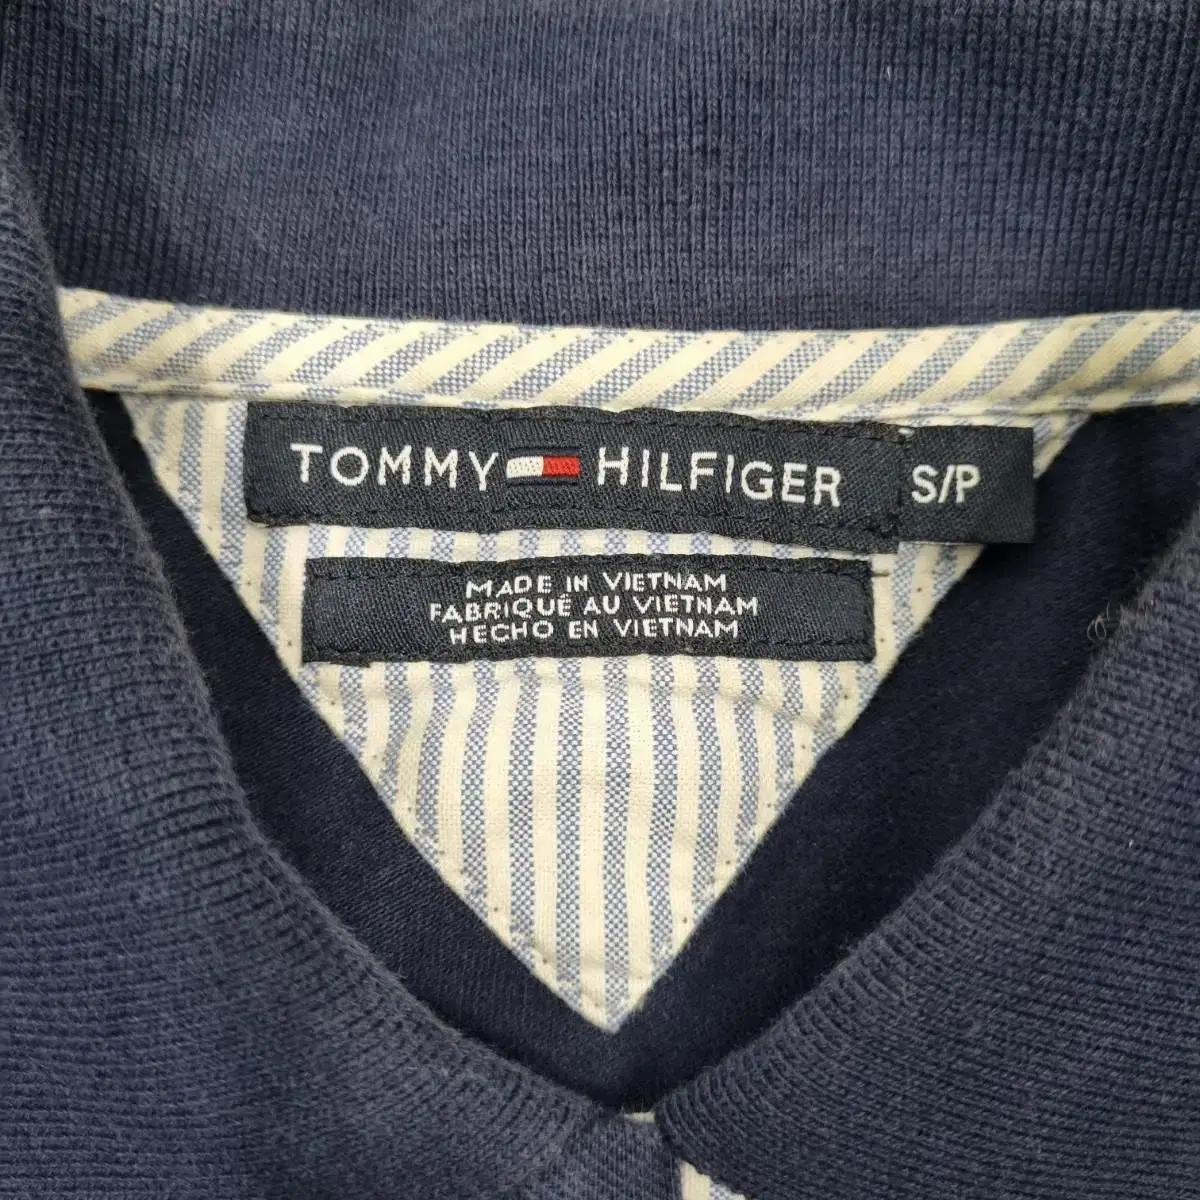 TOMMY HILFIGER S/P
MADE IN VIETNAM
FABRIQUÉ AU VIETNAM
HECHO EN VIETNAM